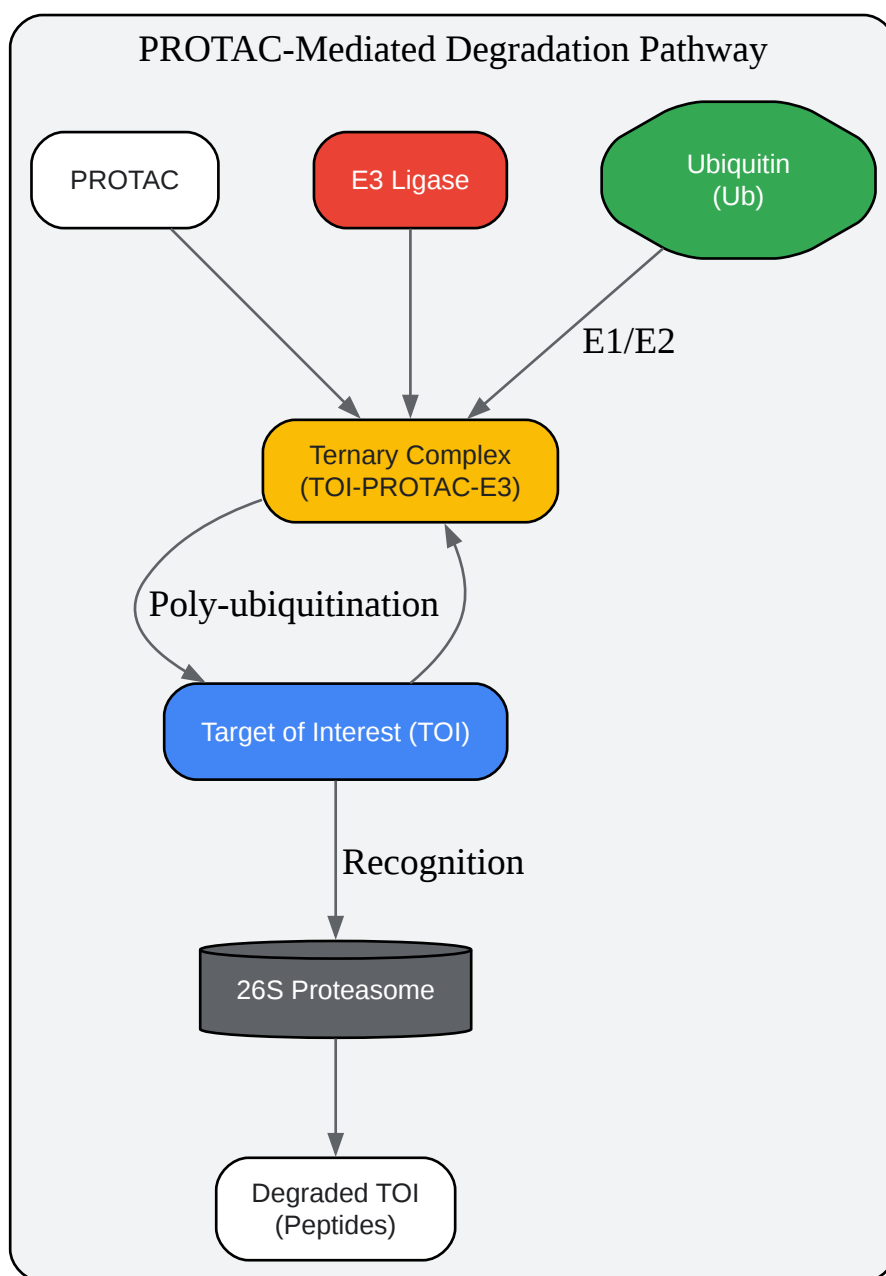 PROTAC-Mediated Degradation Pathway
PROTAC
E3 Ligase
Ubiquitin
(Ub)
E1/E2
Ternary Complex
(TOI-PROTAC-E3)
Poly-ubiquitination
Target of Interest (TOI)
Recognition
26S Proteasome
Degraded TOI
(Peptides)